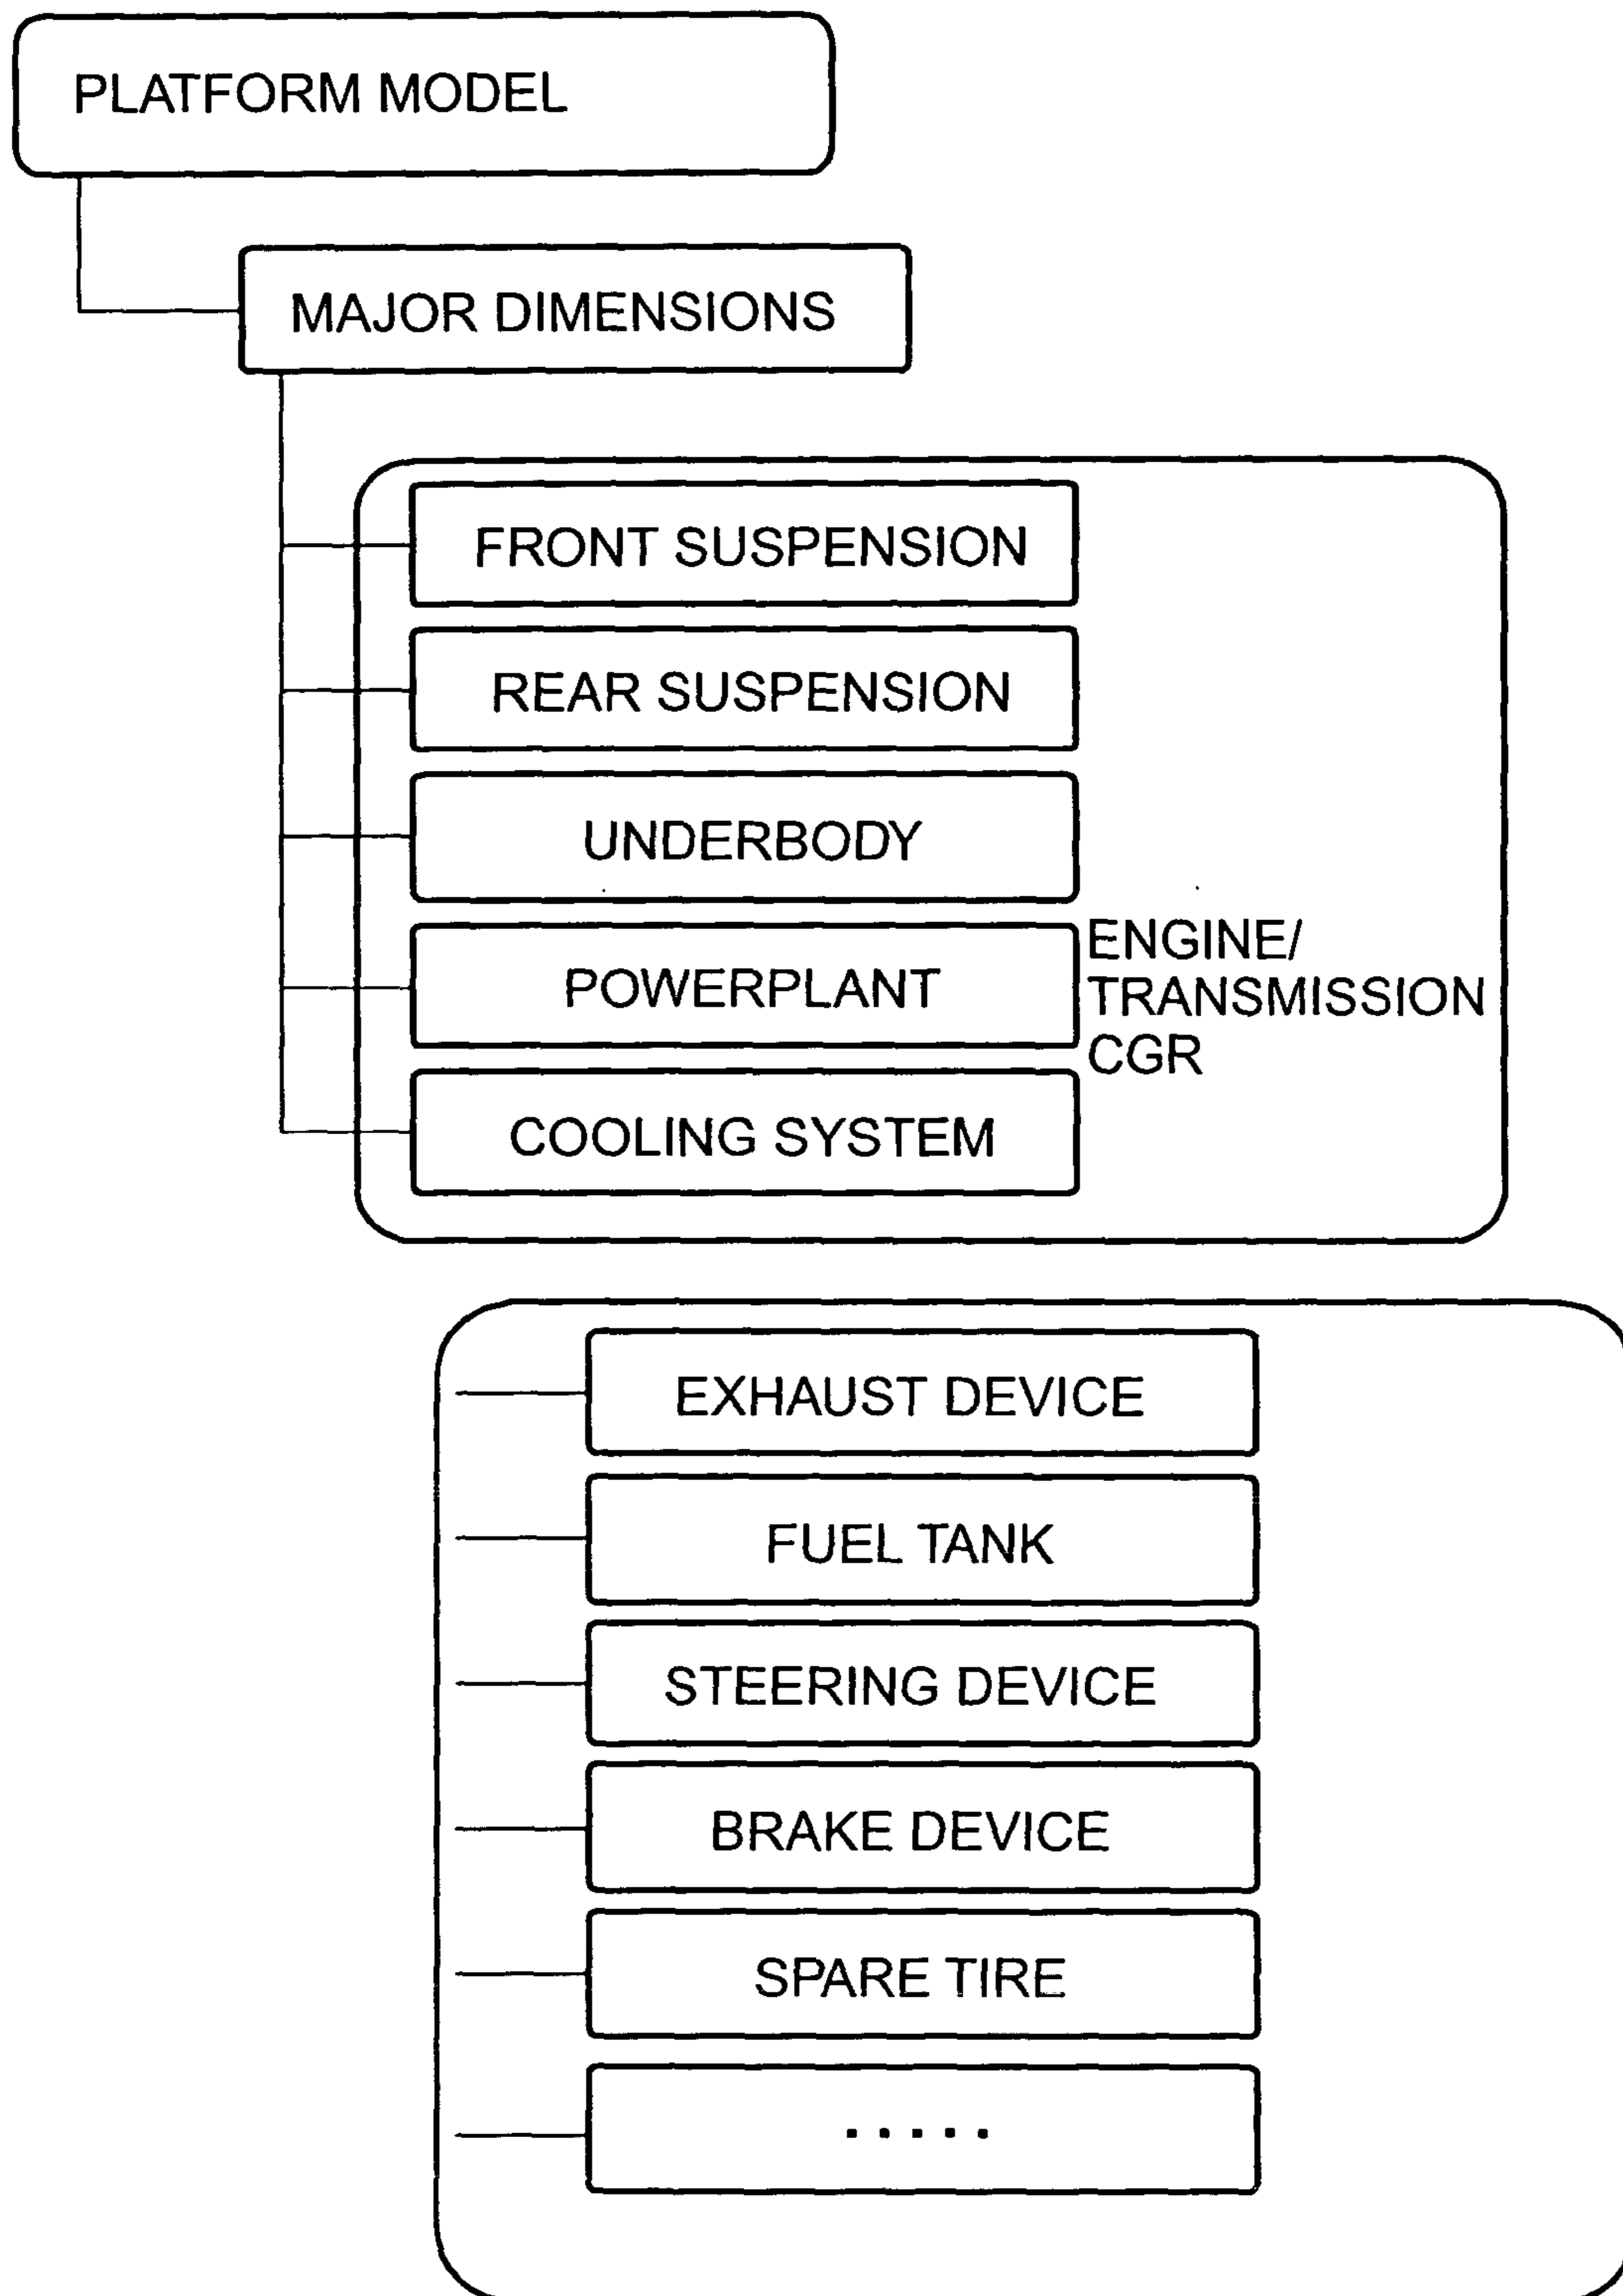 PLATFORM MODEL
MAJOR DIMENSIONS
FRONT SUSPENSION
REAR SUSPENSION
UNDERBODY
POWERPLANT
ENGINE/
TRANSMISSION
CGR
COOLING SYSTEM
EXHAUST DEVICE
FUEL TANK
STEERING DEVICE
BRAKE DEVICE
SPARE TIRE
.....